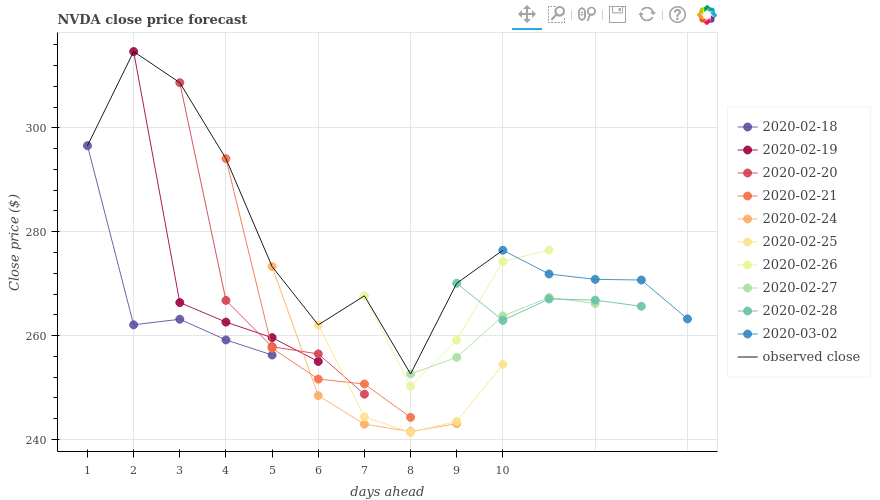 NVDA close price forecast
Close price ($)
300
280
260
240
1 2 3 4 5 6 7 8 9 10
days ahead
2020-02-18
2020-02-19
2020-02-20
2020-02-21
2020-02-24
2020-02-25
2020-02-26
2020-02-27
2020-02-28
2020-03-02
observed close